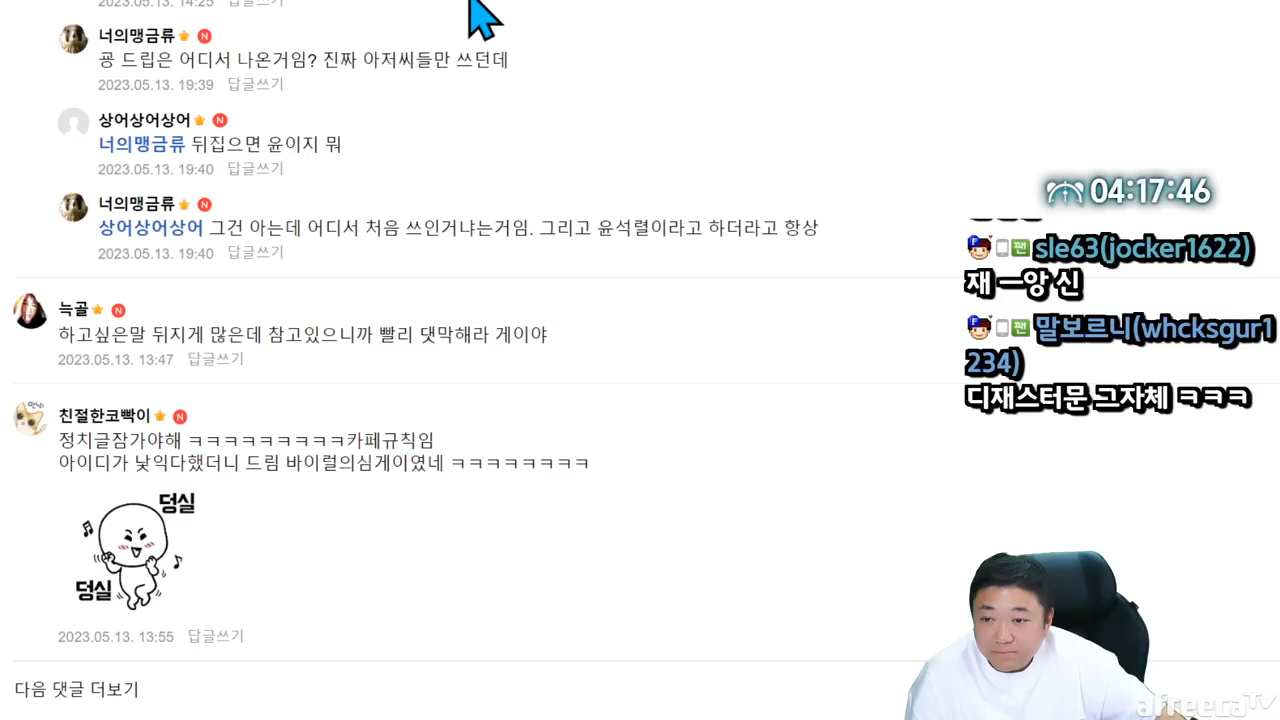 2023.05.13. 14:25 답글쓰기
너의맹금류 N
굥 드립은 어디서 나온거임? 진짜 아저씨들만 쓰던데
2023.05.13. 19:39 답글쓰기
상어상어상어 N
너의맹금류 뒤집으면 윤이지 뭐
2023.05.13. 19:40 답글쓰기
너의맹금류 N
상어상어상어 그건 아는데 어디서 처음 쓰인거냐는거임. 그리고 윤석렬이라고 하더라고 항상
2023.05.13. 19:40 답글쓰기
늑골 N
하고싶은말 뒤지게 많은데 참고있으니까 빨리 댓막해라 게이야
2023.05.13. 13:47 답글쓰기
친절한코빡이 N
정치글잠가야해 ㅋㅋㅋㅋㅋㅋㅋㅋㅋ카페규칙임
아이디가 낯익다했더니 드림 바이럴의심게이였네 ㅋㅋㅋㅋㅋㅋㅋㅋ
덩실
덩실
2023.05.13. 13:55 답글쓰기
다음 댓글 더보기
04:17:46
F 팬 sle63(jocker1622)
재 ㅡ앙 신
F 팬 말보르니(whcksgur1
234)
디재스터문 그자체 ㅋㅋㅋ
afreecaTV